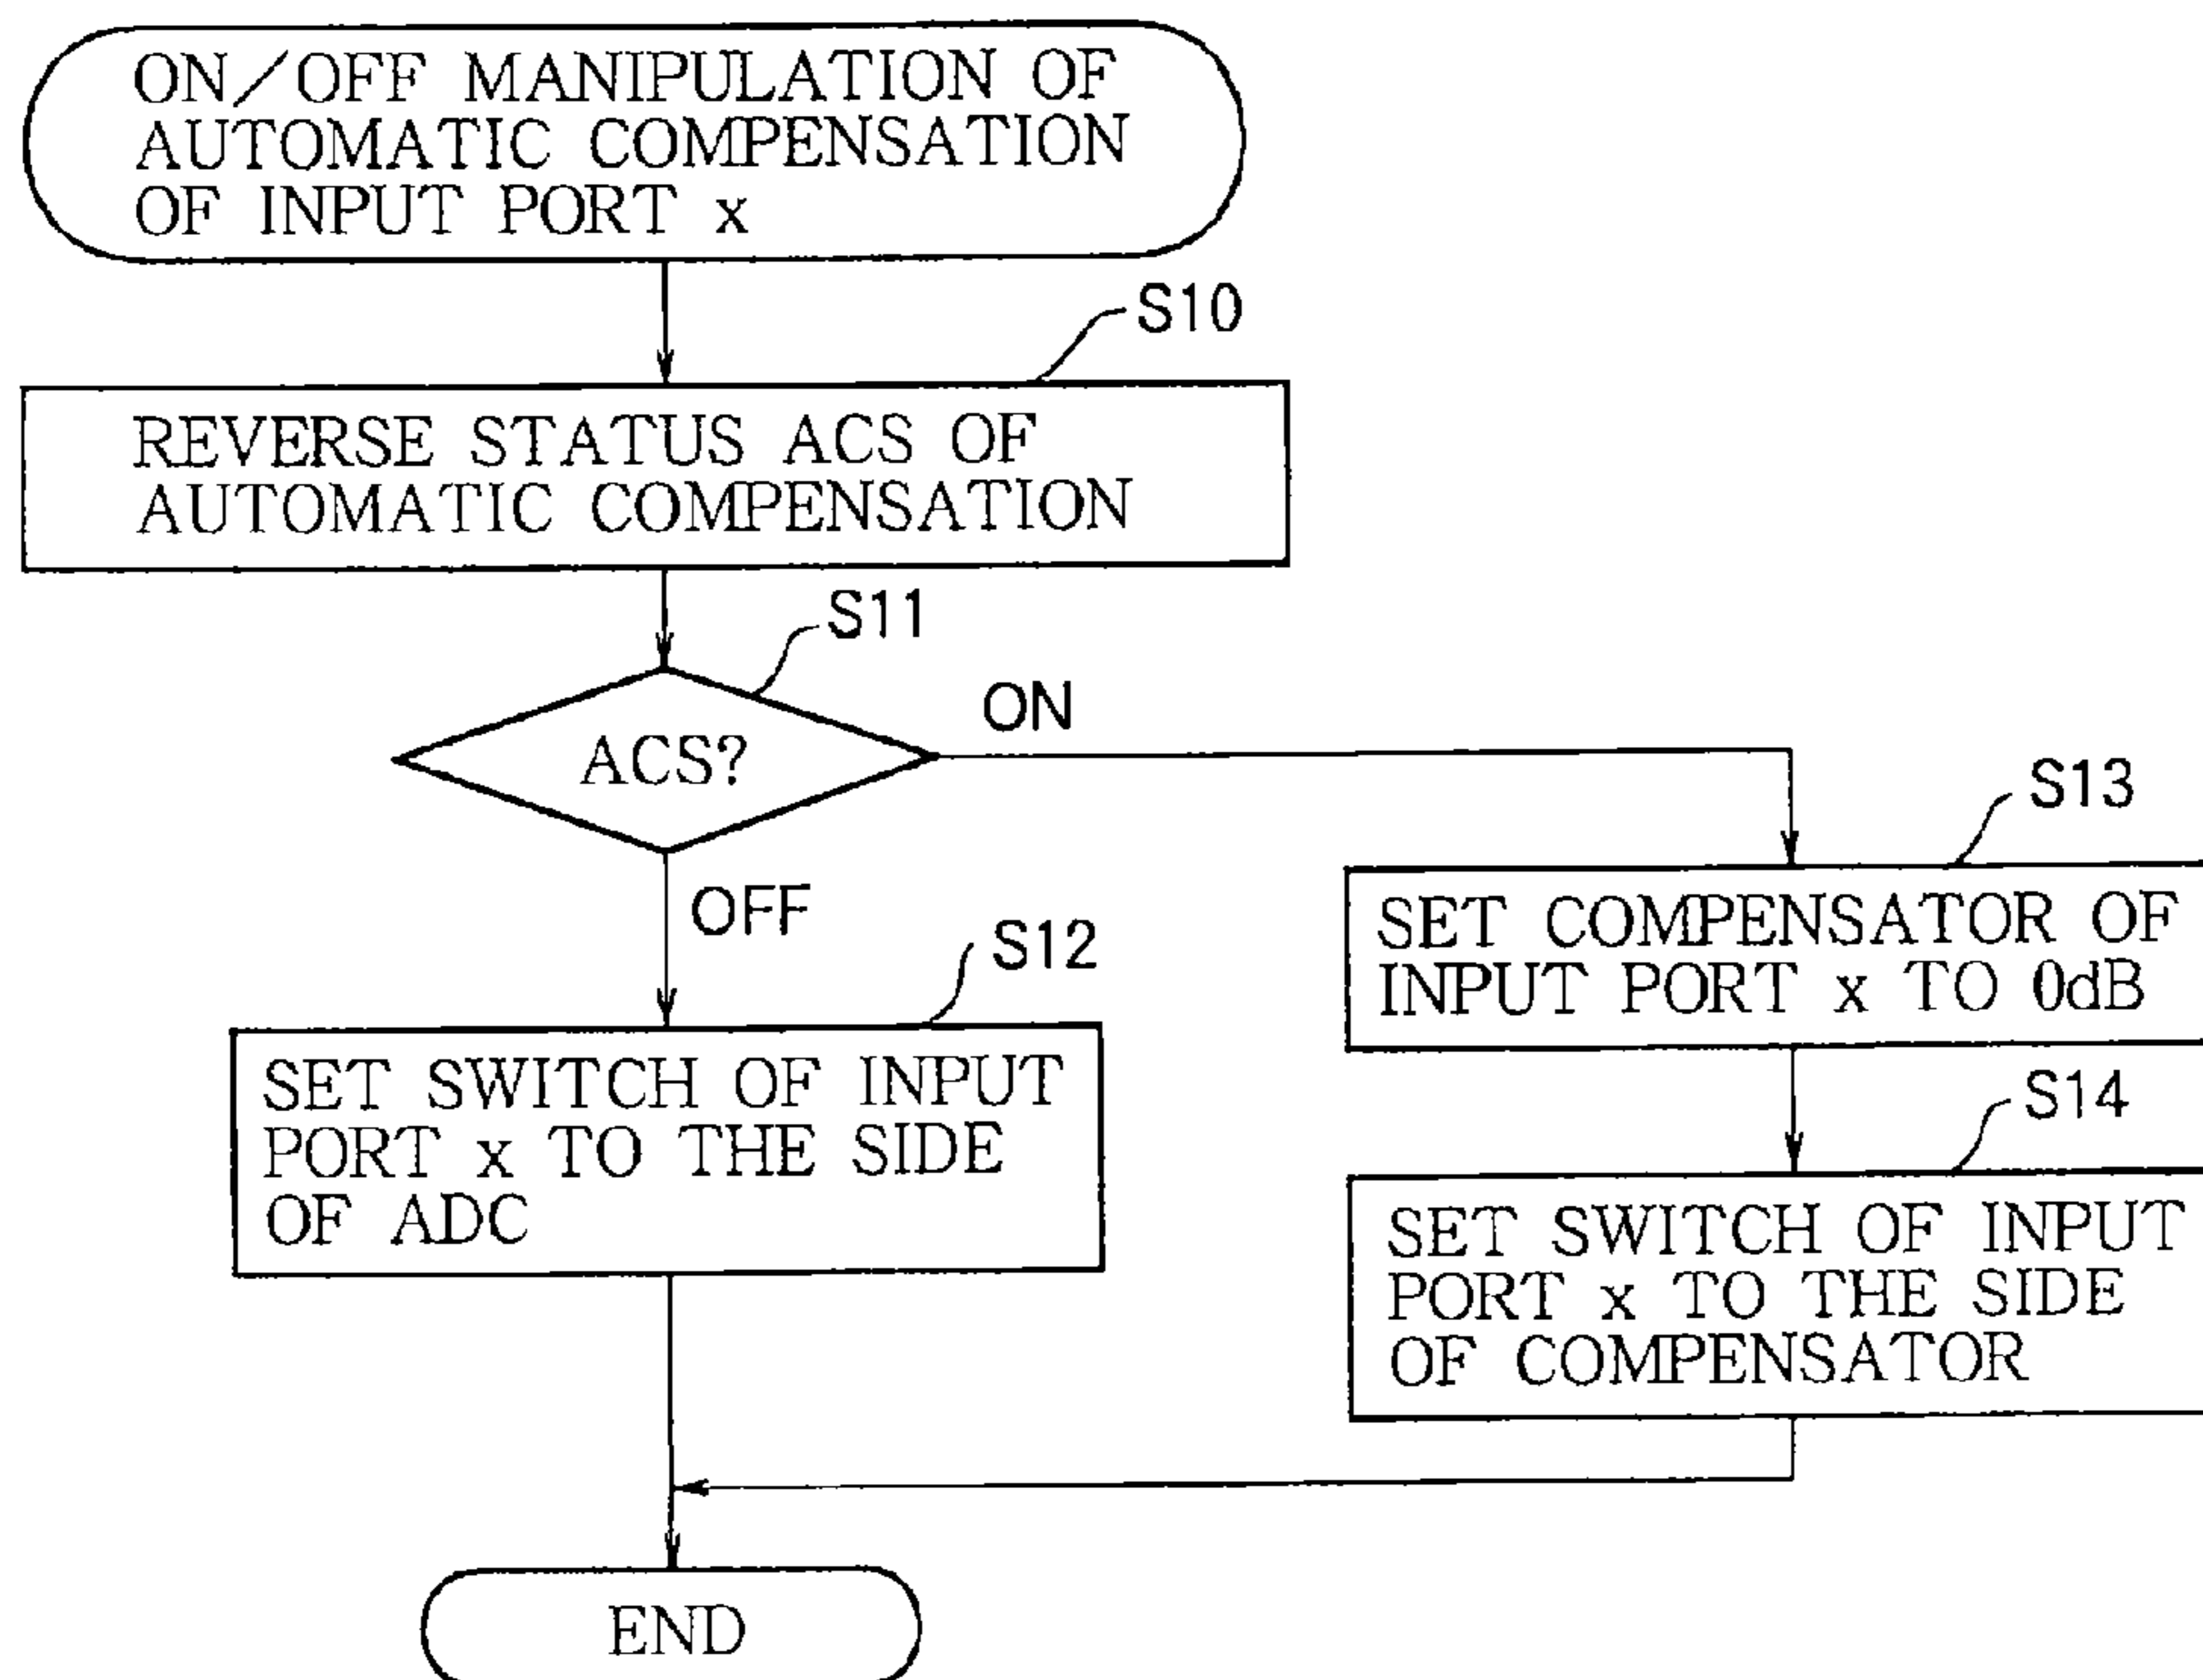 ON/OFF MANIPULATION OF
AUTOMATIC COMPENSATION
OF INPUT PORT x
S10
REVERSE STATUS ACS OF
AUTOMATIC COMPENSATION
S11
ACS?
ON
OFF
S12
SET SWITCH OF INPUT
PORT x TO THE SIDE
OF ADC
S13
SET COMPENSATOR OF
INPUT PORT x TO 0dB
S14
SET SWITCH OF INPUT
PORT x TO THE SIDE
OF COMPENSATOR
END